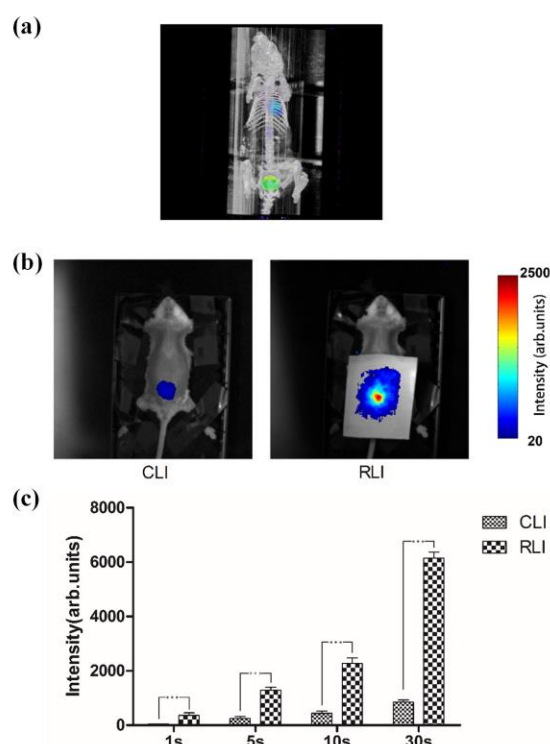 (a)
(b)
2500
Intensity (arb.units)
20
CLI
RLI
(c)
8000
6000
4000
2000
0
Intensity(arb.units)
CLI
RLI
1s
5s
10s
30s